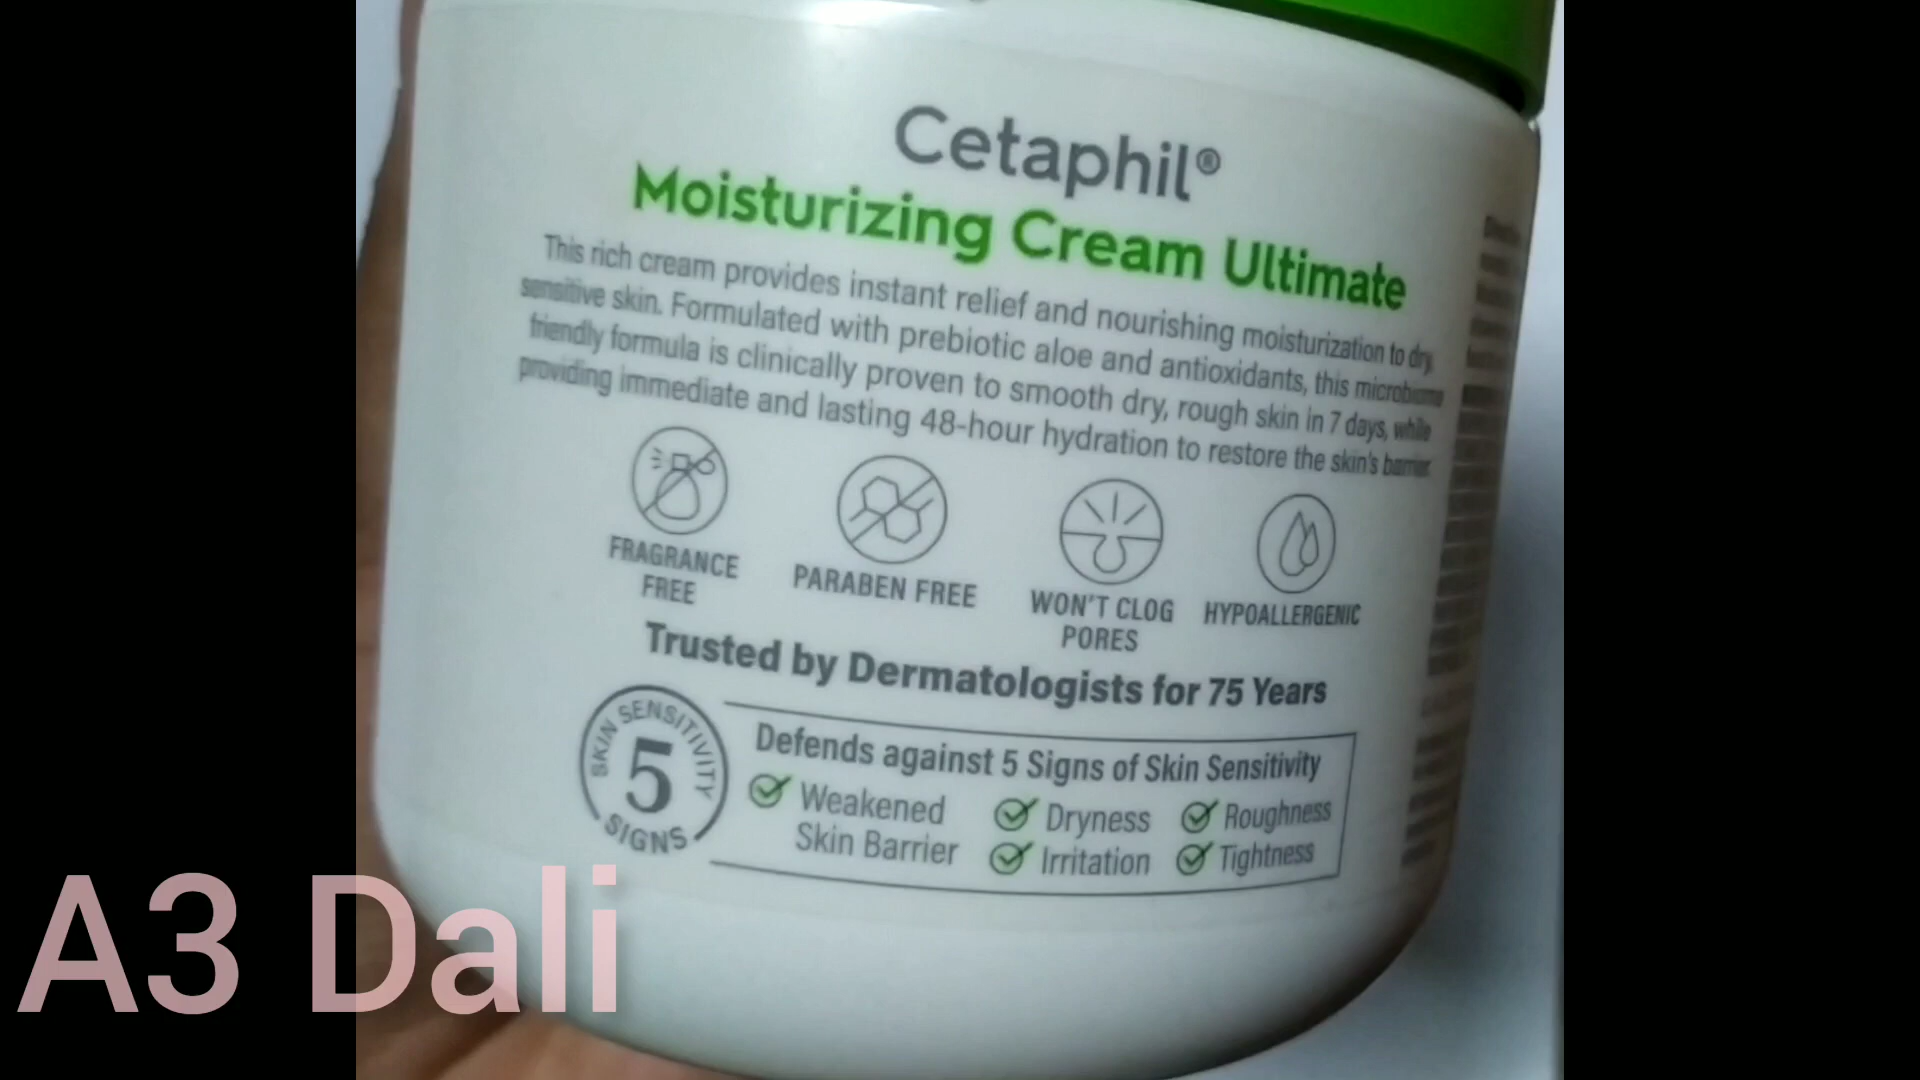 Cetaphil®
Moisturizing Cream Ultimate
This rich cream provides instant relief and nourishing moisturization to dry,
sensitive skin. Formulated with prebiotic aloe and antioxidants, this microbiome
friendly formula is clinically proven to smooth dry, rough skin in 7 days, while
providing immediate and lasting 48-hour hydration to restore the skin's barrier.
FRAGRANCE
FREE
PARABEN FREE
WON'T CLOG
PORES
HYPOALLERGENIC
Trusted by Dermatologists for 75 Years
SKIN SENSITIVITY
5
SIGNS
Defends against 5 Signs of Skin Sensitivity
Weakened
Skin Barrier
Dryness
Roughness
Irritation
Tightness
A3 Dali